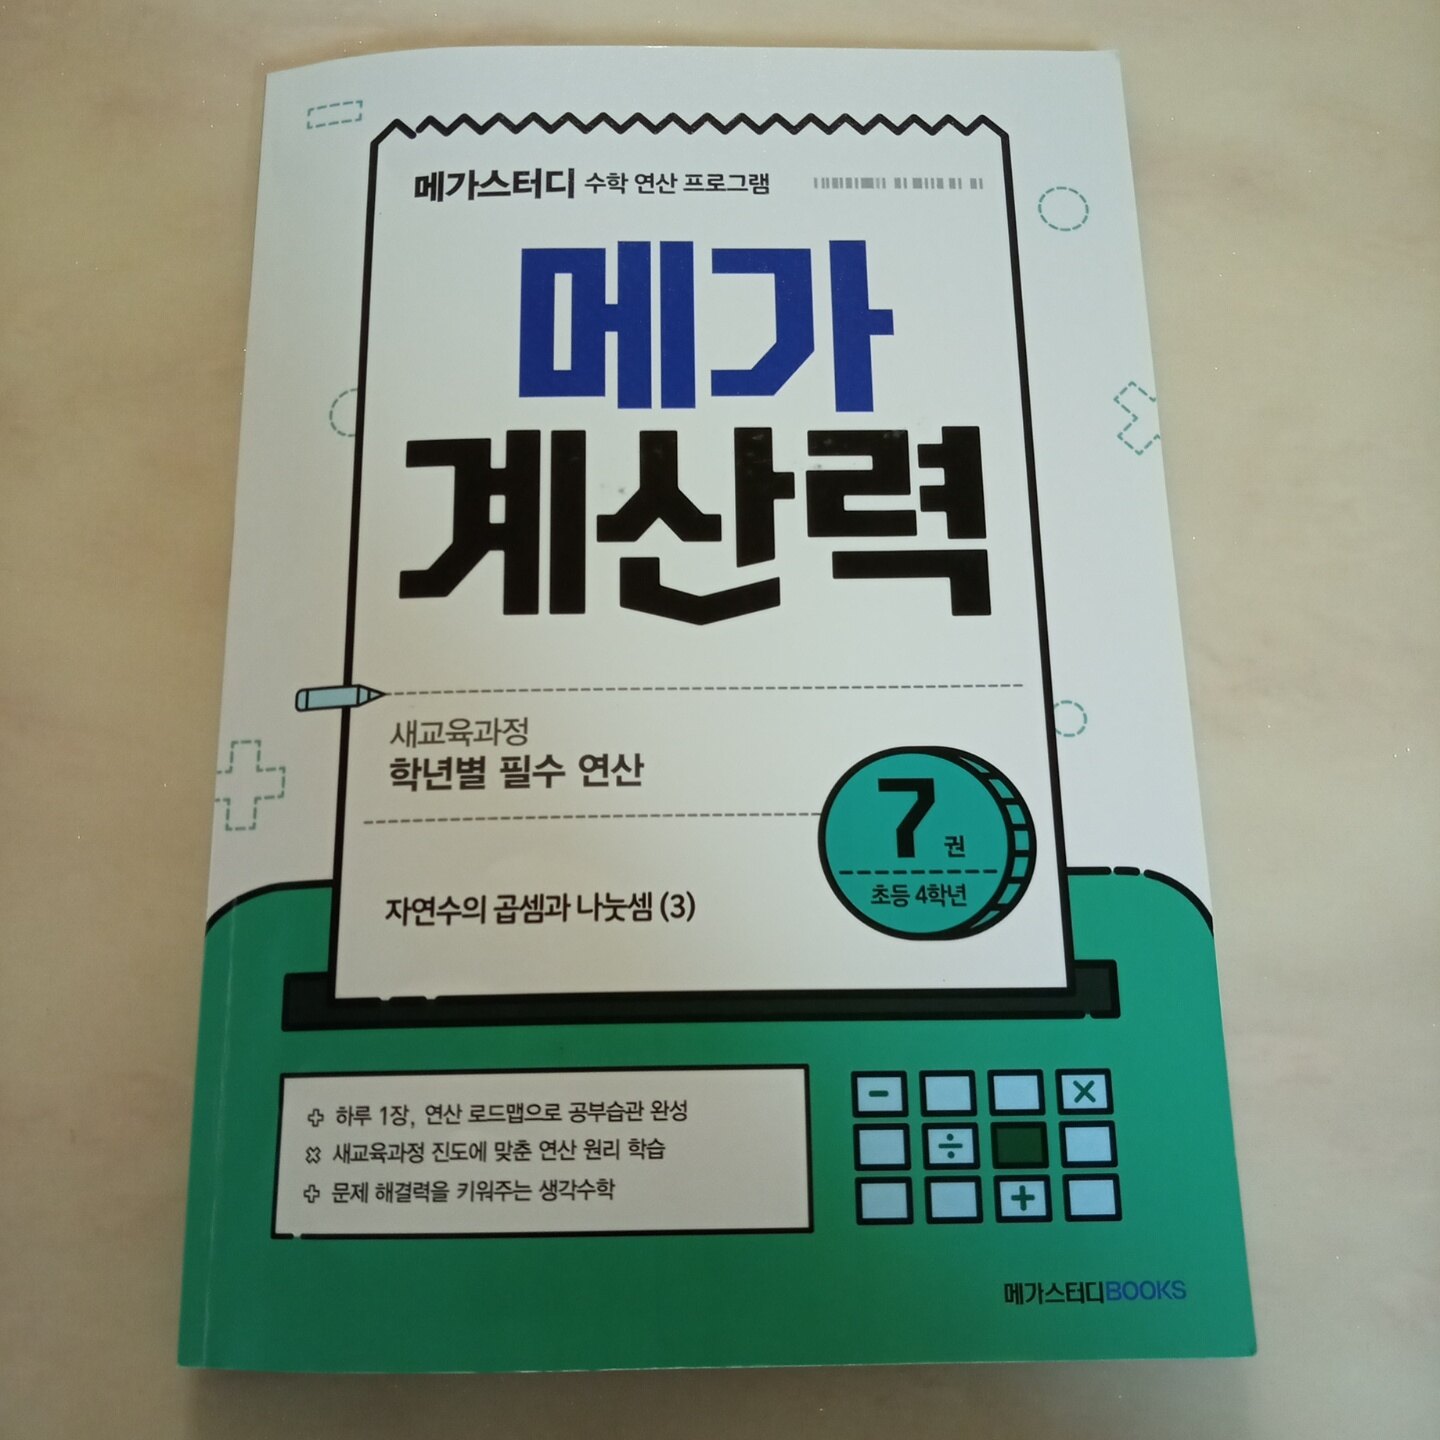 메가스터디 수학 연산 프로그램
메가
계산력
새교육과정
학년별 필수 연산
7권
초등 4학년
자연수의 곱셈과 나눗셈 (3)
하루 1장, 연산 로드맵으로 공부습관 완성
새교육과정 진도에 맞춘 연산 원리 학습
문제 해결력을 키워주는 생각수학
- ×
÷
+
메가스터디BOOKS